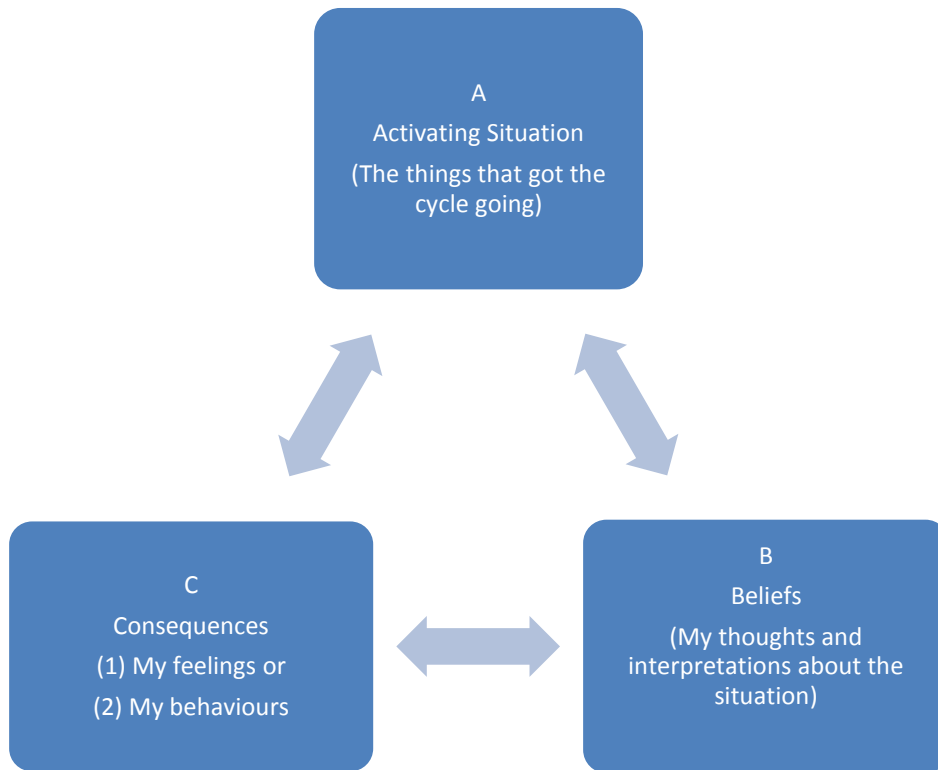 A
Activating Situation
(The things that got the
cycle going)
C
Consequences
(1) My feelings or
(2) My behaviours
B
Beliefs
(My thoughts and
interpretations about the
situation)